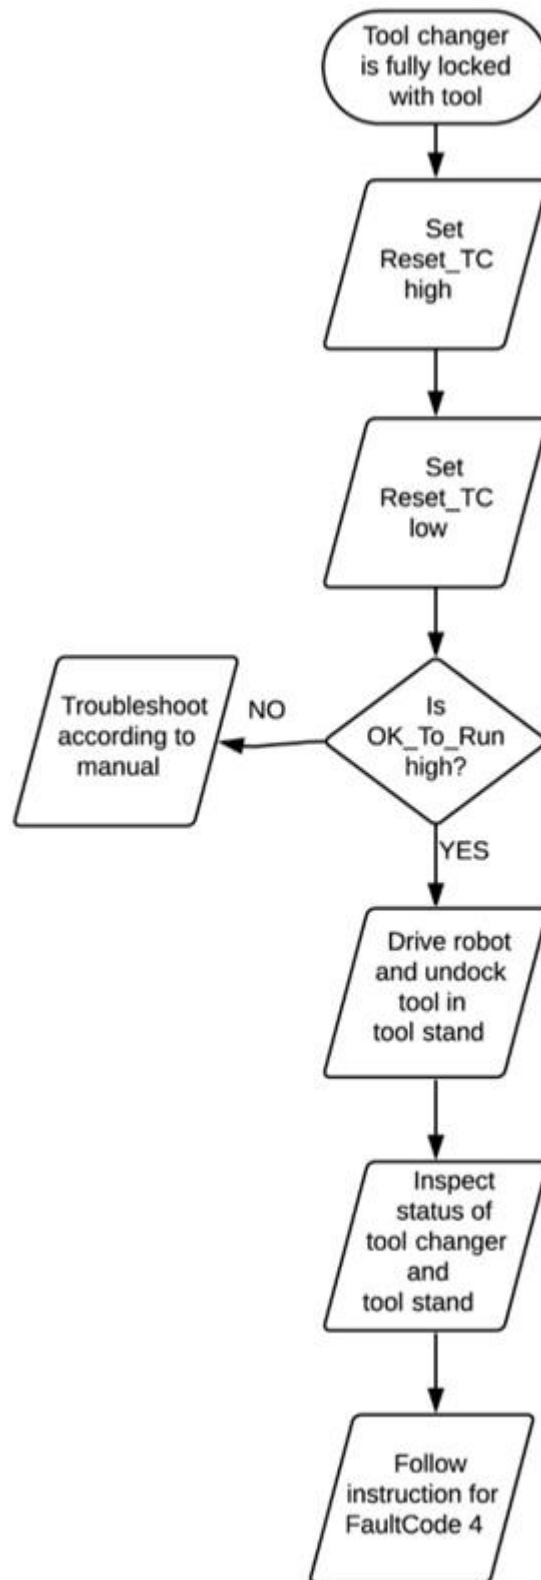 Tool changer
is fully locked
with tool
Set
Reset_TC
high
Set
Reset_TC
low
Is
OK_To_Run
high?
NO
Troubleshoot
according to
manual
YES
Drive robot
and undock
tool in
tool stand
Inspect
status of
tool changer
and
tool stand
Follow
instruction for
FaultCode 4